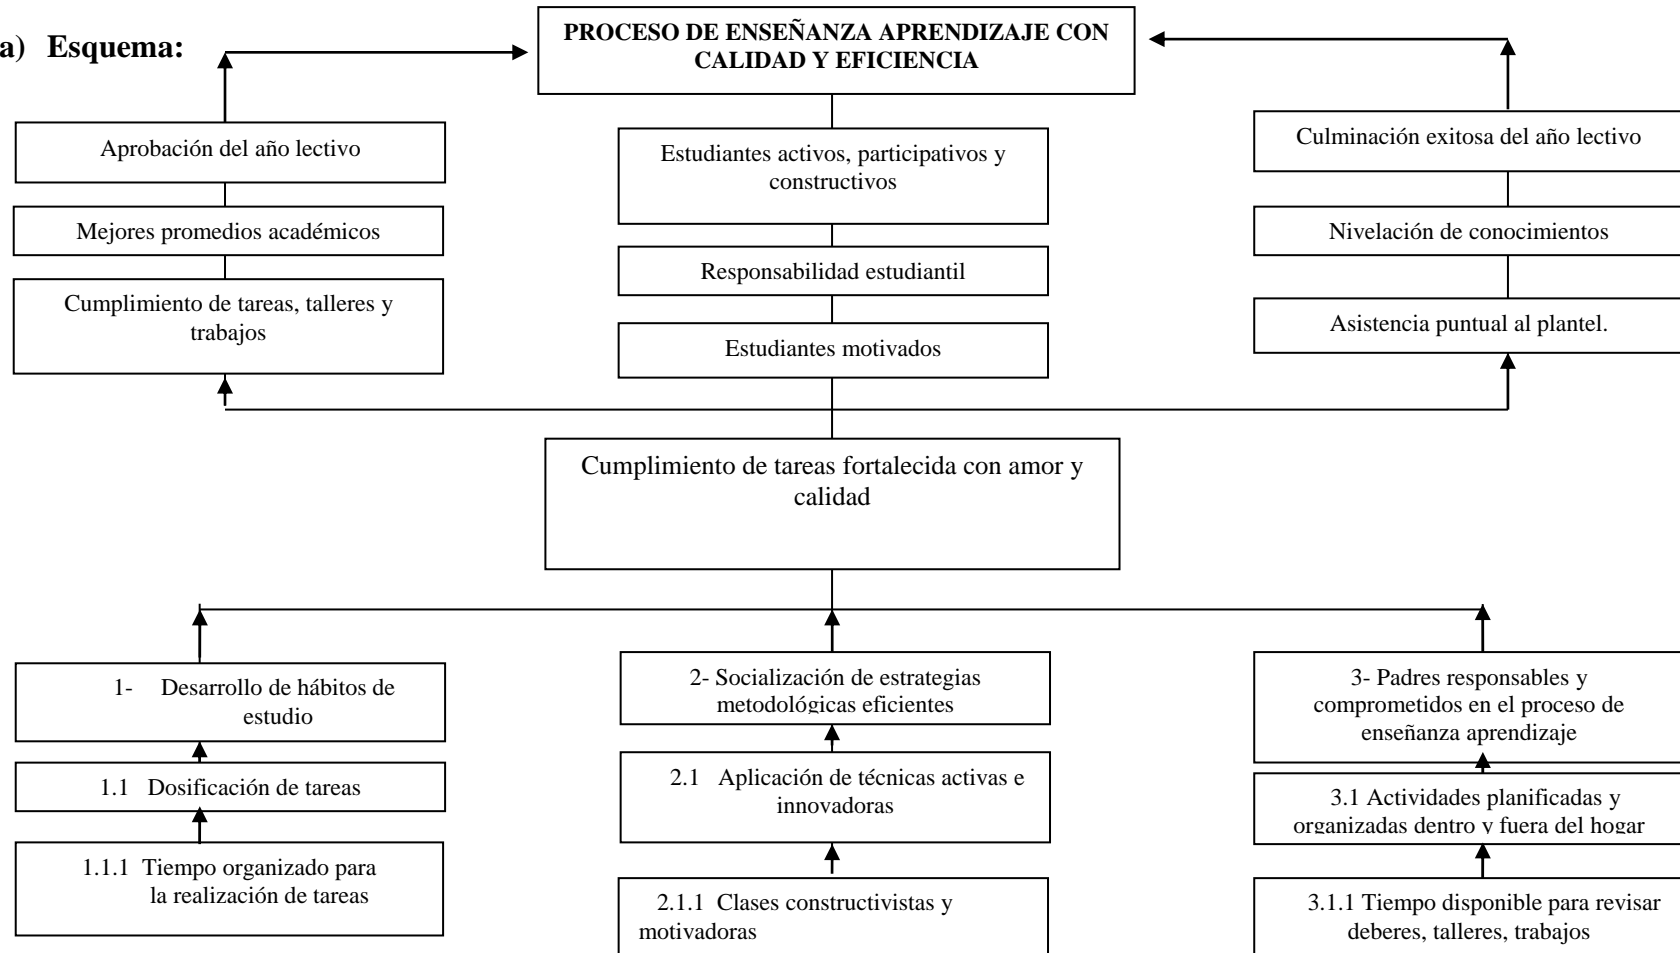 a) Esquema:
PROCESO DE ENSEÑANZA APRENDIZAJE CON
CALIDAD Y EFICIENCIA
Aprobación del año lectivo
Estudiantes activos, participativos y
constructivos
Culminación exitosa del año lectivo
Mejores promedios académicos
Responsabilidad estudiantil
Nivelación de conocimientos
Cumplimiento de tareas, talleres y
trabajos
Estudiantes motivados
Asistencia puntual al plantel.
Cumplimiento de tareas fortalecida con amor y
calidad
1- Desarrollo de hábitos de
estudio
2- Socialización de estrategias
metodológicas eficientes
3- Padres responsables y
comprometidos en el proceso de
enseñanza aprendizaje
1.1 Dosificación de tareas
2.1 Aplicación de técnicas activas e
innovadoras
3.1 Actividades planificadas y
organizadas dentro y fuera del hogar
1.1.1 Tiempo organizado para
la realización de tareas
2.1.1 Clases constructivistas y
motivadoras
3.1.1 Tiempo disponible para revisar
deberes, talleres, trabajos